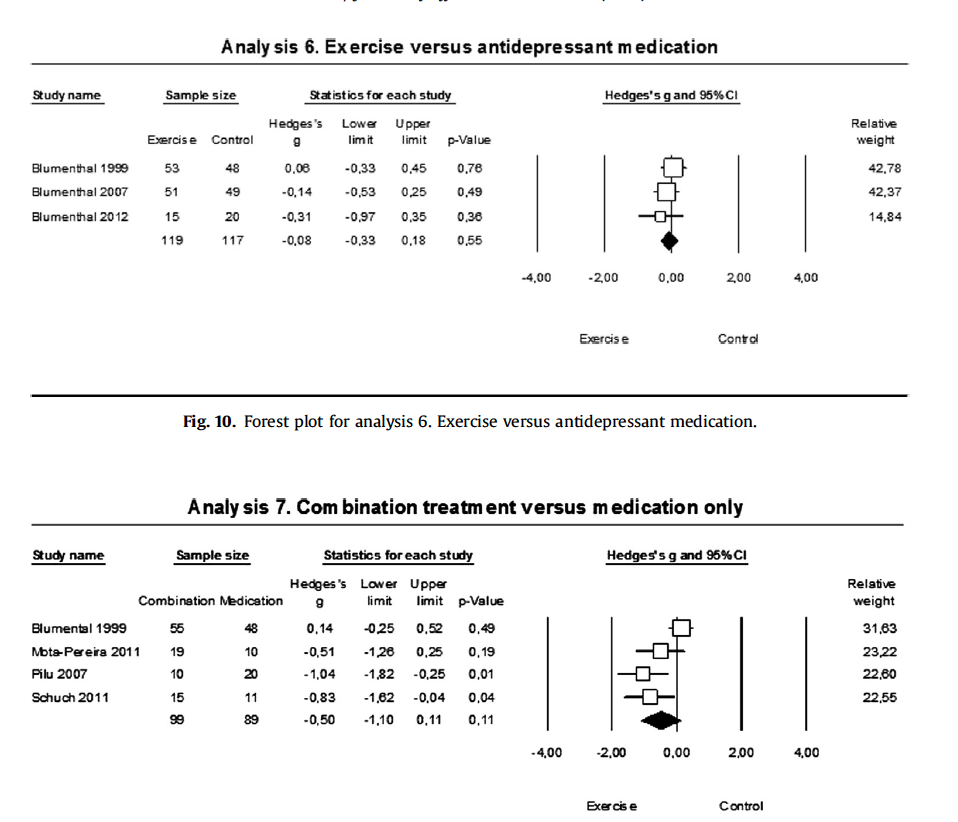 Analysis 6. Exercise versus antidepressant medication
Study name Sample size Statistics for each study Hedges's g and 95%CI
Hedges's Lower Upper Relative
Exercise Control g limit limit p-Value weight
Blumenthal 1999 53 48 0,06 -0,33 0,45 0,76 42,78
Blumenthal 2007 51 49 -0,14 -0,53 0,25 0,49 42,37
Blumenthal 2012 15 20 -0,31 -0,97 0,35 0,36 14,84
119 117 -0,08 -0,33 0,18 0,55
-4,00 -2,00 0,00 2,00 4,00
Exercise Control
Fig. 10. Forest plot for analysis 6. Exercise versus antidepressant medication.
Analysis 7. Combination treatment versus medication only
Study name Sample size Statistics for each study Hedges's g and 95%CI
Hedges's Lower Upper Relative
Combination Medication g limit limit p-Value weight
Blumental 1999 55 48 0,14 -0,25 0,52 0,49 31,63
Mota-Pereira 2011 19 10 -0,51 -1,26 0,25 0,19 23,22
Pilu 2007 10 20 -1,04 -1,82 -0,25 0,01 22,60
Schuch 2011 15 11 -0,83 -1,62 -0,04 0,04 22,55
99 89 -0,50 -1,10 0,11 0,11
-4,00 -2,00 0,00 2,00 4,00
Exercise Control